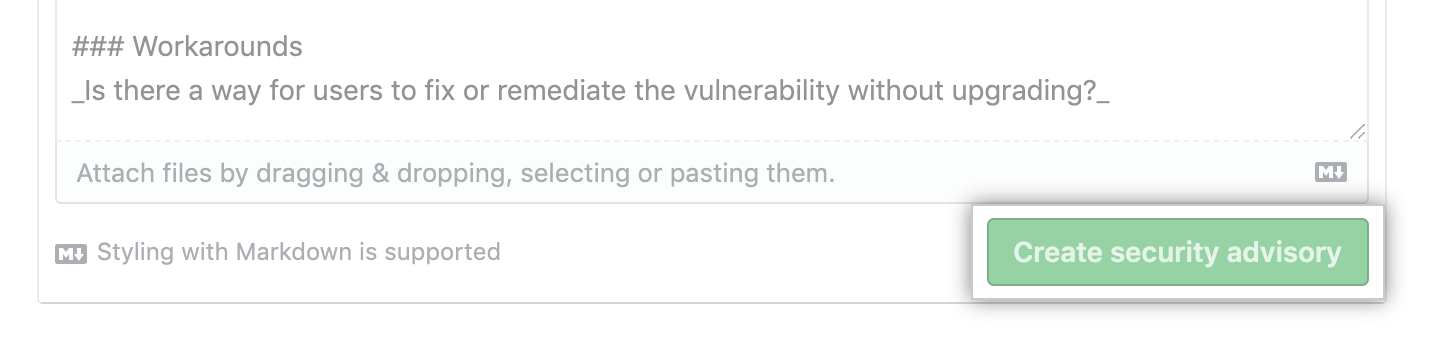 ### Workarounds
_Is there a way for users to fix or remediate the vulnerability without upgrading?_
Attach files by dragging & dropping, selecting or pasting them.
M↓
M↓ Styling with Markdown is supported
Create security advisory